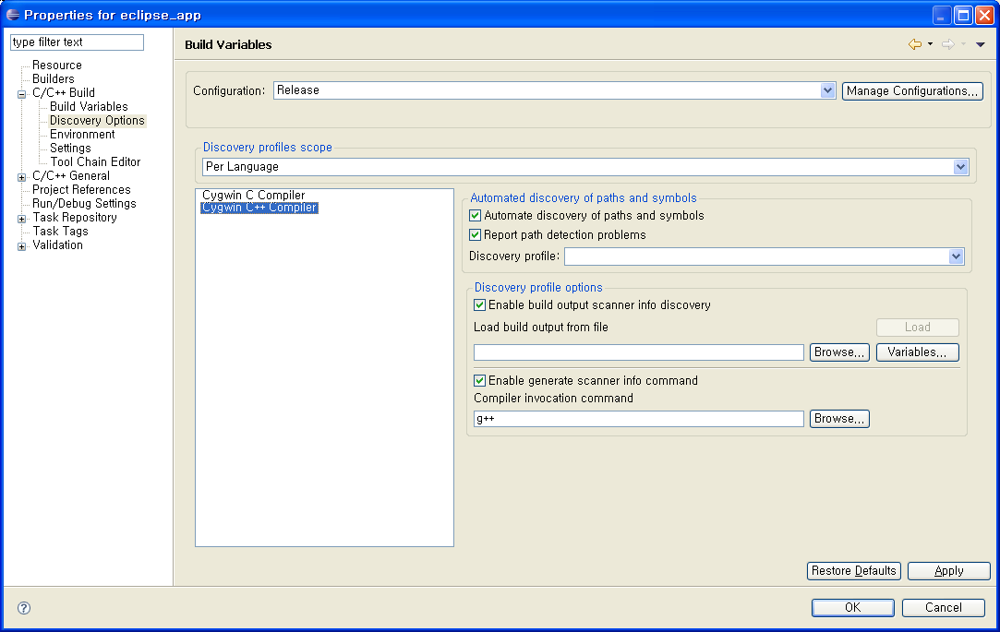 Properties for eclipse_app
type filter text
Resource
Builders
C/C++ Build
Build Variables
Discovery Options
Environment
Settings
Tool Chain Editor
C/C++ General
Project References
Run/Debug Settings
Task Repository
Task Tags
Validation
Build Variables
Configuration: Release Manage Configurations...
Discovery profiles scope
Per Language
Cygwin C Compiler
Cygwin C++ Compiler
Automated discovery of paths and symbols
Automate discovery of paths and symbols
Report path detection problems
Discovery profile:
Discovery profile options
Enable build output scanner info discovery
Load build output from file Load
Browse... Variables...
Enable generate scanner info command
Compiler invocation command
g++ Browse...
Restore Defaults Apply
OK Cancel